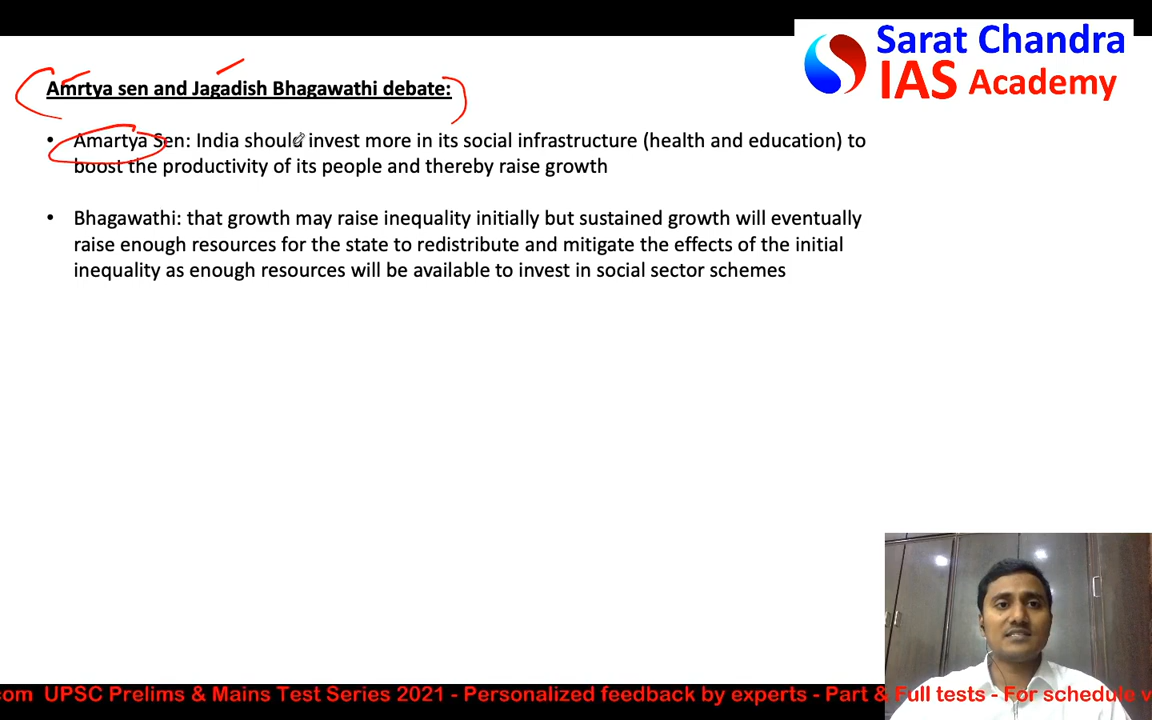 Sarat Chandra
IAS Academy
Amrtya sen and Jagadish Bhagawathi debate:
• Amartya Sen: India should invest more in its social infrastructure (health and education) to
boost the productivity of its people and thereby raise growth
• Bhagawathi: that growth may raise inequality initially but sustained growth will eventually
raise enough resources for the state to redistribute and mitigate the effects of the initial
inequality as enough resources will be available to invest in social sector schemes
com UPSC Prelims & Mains Test Series 2021 - Personalized feedback by experts - Part & Full tests - For schedule v